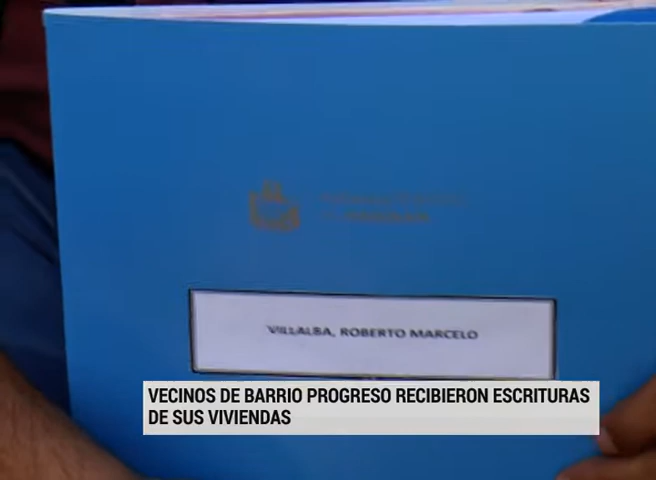 VILLALBA, ROBERTO MARCELO
VECINOS DE BARRIO PROGRESO RECIBIERON ESCRITURAS
DE SUS VIVIENDAS